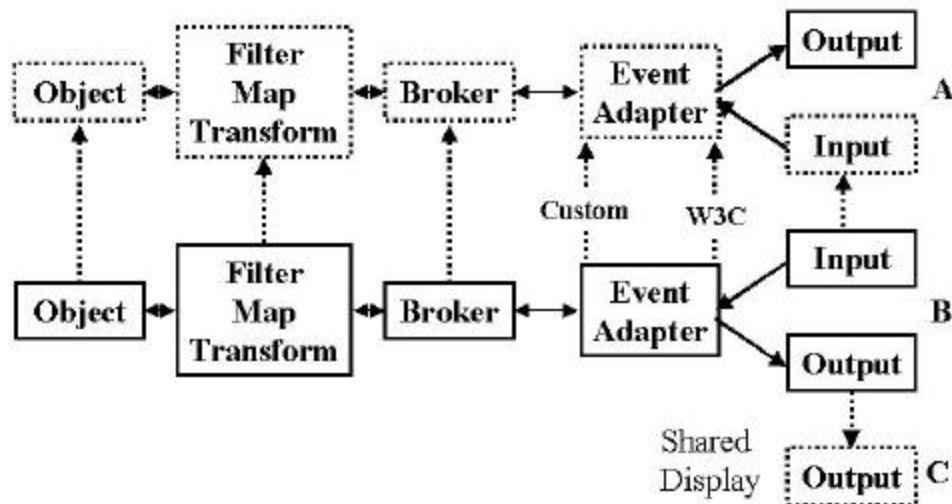 Object
Filter
Map
Transform
Broker
Event
Adapter
Output
A
Input
Custom
W3C
Object
Filter
Map
Transform
Broker
Event
Adapter
Input
B
Output
Shared
Display
Output
C